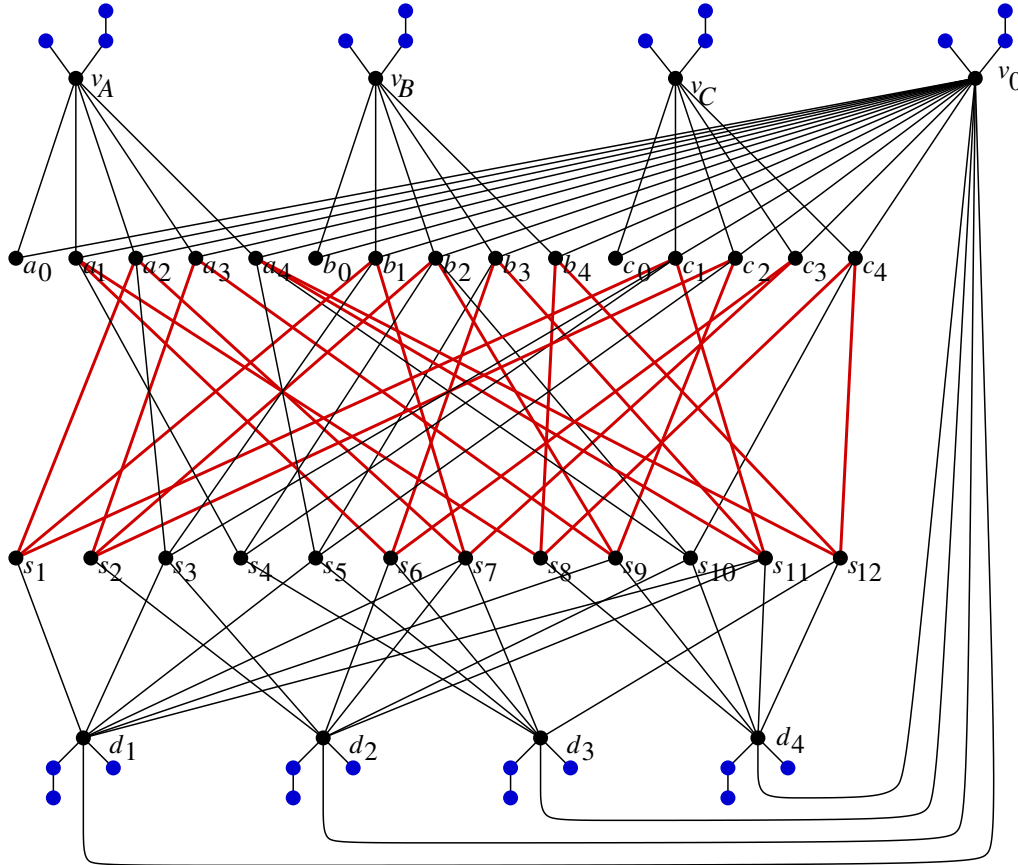 v_A v_B v_C v_0
a_0 a_1 a_2 a_3 a_4 b_0 b_1 b_2 b_3 b_4 c_0 c_1 c_2 c_3 c_4
s_1 s_2 s_3 s_4 s_5 s_6 s_7 s_8 s_9 s_10 s_11 s_12
d_1 d_2 d_3 d_4